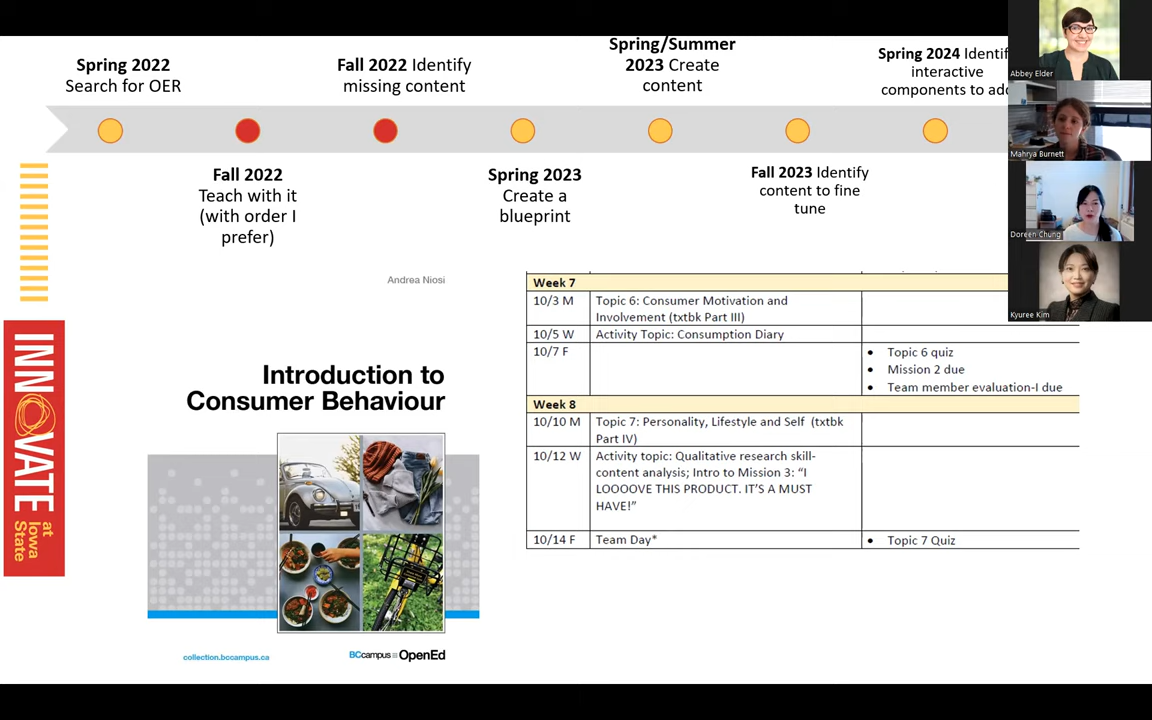 Spring 2022
Search for OER
Fall 2022 Identify
missing content
Spring/Summer
2023 Create
content
Spring 2024 Identif
interactive
components to ad
Fall 2022
Teach with it
(with order I
prefer)
Spring 2023
Create a
blueprint
Fall 2023 Identify
content to fine
tune
INNOVATE
at
Iowa
State
Andrea Niosi
Introduction to
Consumer Behaviour
collection.bccampus.ca
BCcampus OpenEd
Week 7
10/3 M Topic 6: Consumer Motivation and
Involvement (txtbk Part III)
10/5 W Activity Topic: Consumption Diary
10/7 F • Topic 6 quiz
• Mission 2 due
• Team member evaluation-I due
Week 8
10/10 M Topic 7: Personality, Lifestyle and Self (txtbk
Part IV)
10/12 W Activity topic: Qualitative research skill-
content analysis; Intro to Mission 3: “I
LOOOOVE THIS PRODUCT. IT’S A MUST
HAVE!”
10/14 F Team Day* • Topic 7 Quiz
Abbey Elder
Mahrya Burnett
Doreen Chung
Kyuree Kim